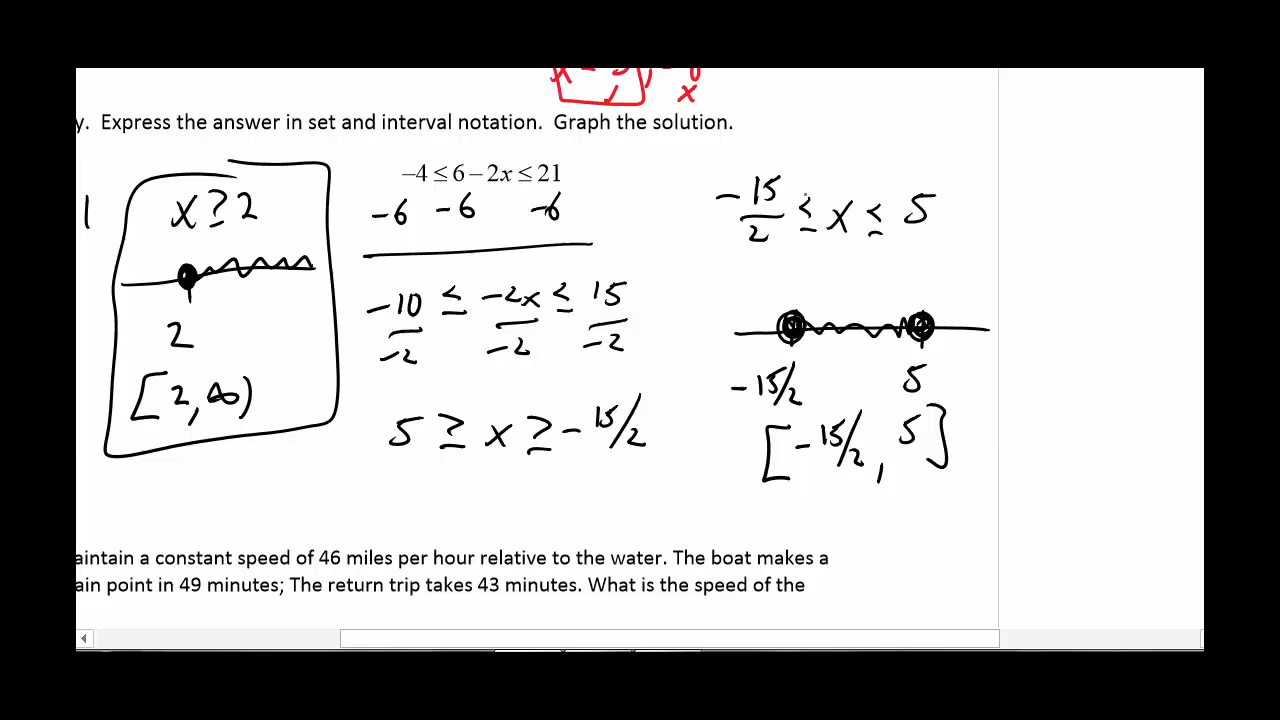 y. Express the answer in set and interval notation. Graph the solution.
x ≥ 2
2
[2, ∞)
−4 ≤ 6 − 2x ≤ 21
-6 -6 -6
-10/-2 ≤ -2x/-2 ≤ 15/-2
5 ≥ x ≥ -15/2
-15/2 ≤ x ≤ 5
-15/2 5
[-15/2, 5]
aintain a constant speed of 46 miles per hour relative to the water. The boat makes a
ain point in 49 minutes; The return trip takes 43 minutes. What is the speed of the